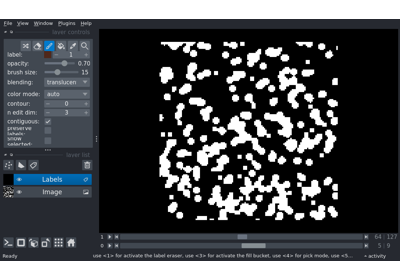 File View Window Plugins Help
layer controls
label: 1
opacity: 0.70
brush size: 15
blending: translucen
color mode: auto
contour: 0
n edit dim: 3
contiguous:
preserve labels:
show selected:
layer list
Labels
Image
1 64 127
0 5 9
Ready use <1> for activate the label eraser, use <3> for activate the fill bucket, use <4> for pick mode, use <5... activity